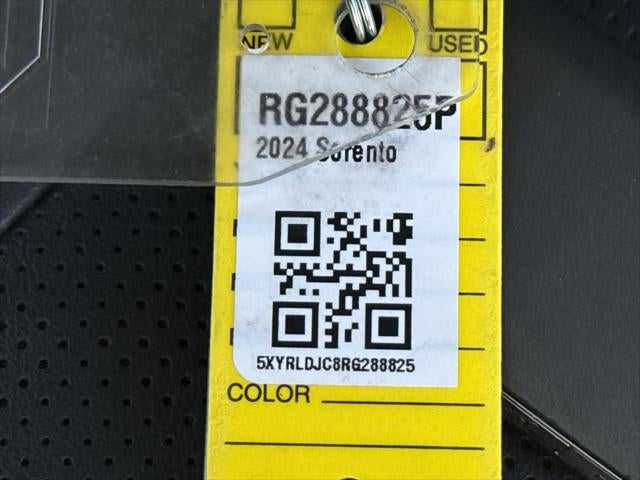 NEW USED
RG288825P
2024 Sorento
5XYRLDJC8RG288825
COLOR